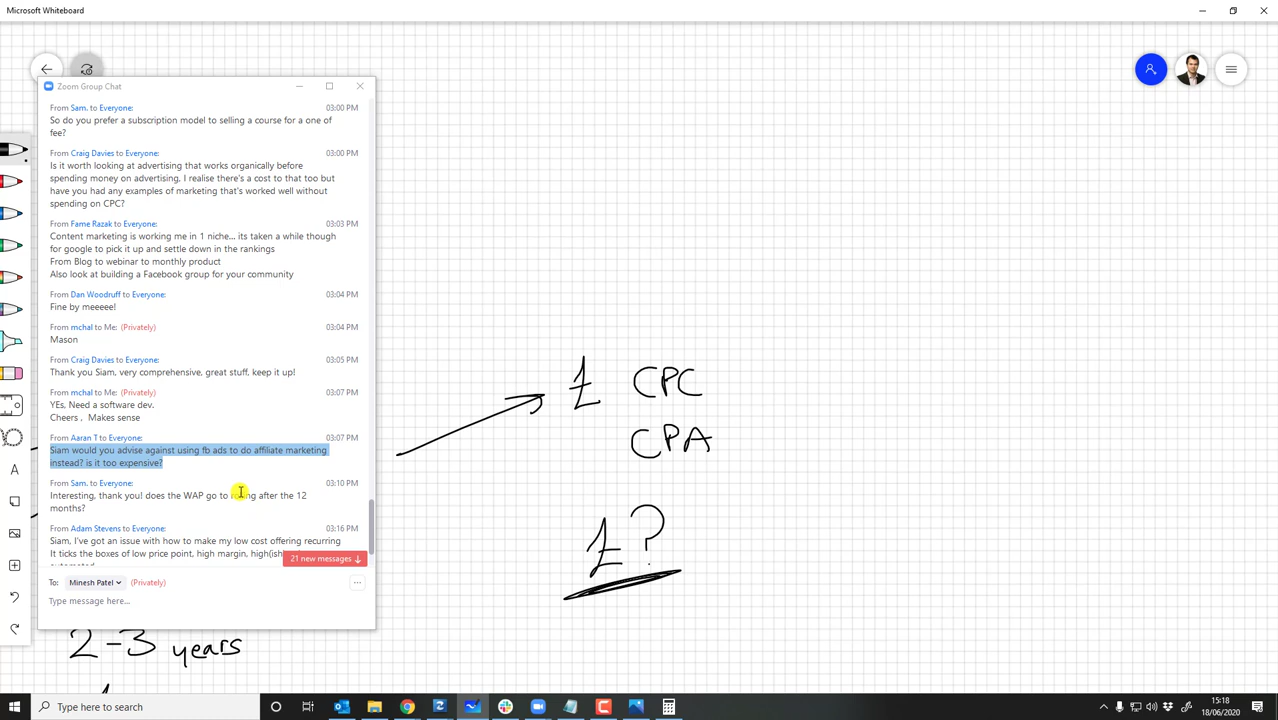 Microsoft Whiteboard
Zoom Group Chat
From Sam. to Everyone: 03:00 PM
So do you prefer a subscription model to selling a course for a one of
fee?
From Craig Davies to Everyone: 03:00 PM
Is it worth looking at advertising that works organically before
spending money on advertising, I realise there's a cost to that too but
have you had any examples of marketing that's worked well without
spending on CPC?
From Fame Razak to Everyone: 03:03 PM
Content marketing is working me in 1 niche... its taken a while though
for google to pick it up and settle down in the rankings
From Blog to webinar to monthly product
Also look at building a Facebook group for your community
From Dan Woodruff to Everyone: 03:04 PM
Fine by meeeee!
From mchal to Me: (Privately) 03:04 PM
Mason
From Craig Davies to Everyone: 03:05 PM
Thank you Siam, very comprehensive, great stuff, keep it up!
From mchal to Me: (Privately) 03:07 PM
YEs, Need a software dev.
Cheers . Makes sense
From Aaran T to Everyone: 03:07 PM
Siam would you advise against using fb ads to do affiliate marketing
instead? is it too expensive?
From Sam. to Everyone: 03:10 PM
Interesting, thank you! does the WAP go to after the 12
months?
From Adam Stevens to Everyone: 03:16 PM
Siam, I've got an issue with how to make my low cost offering recurring
It ticks the boxes of low price point, high margin, high(ish)
21 new messages ↓
To: Minesh Patel (Privately)
Type message here...
£ CPC
CPA
£?
2-3 years
A
Type here to search
15:18
18/06/2020